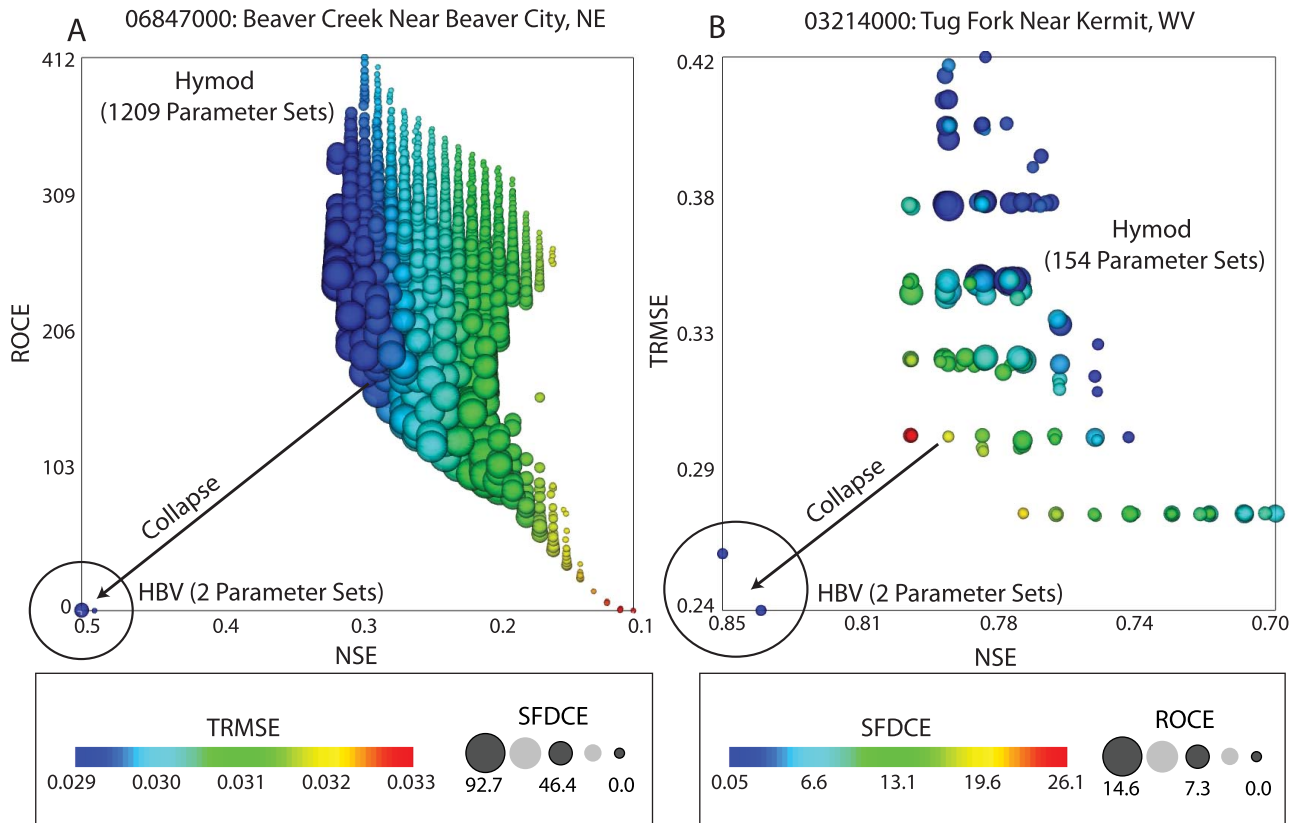 A
06847000: Beaver Creek Near Beaver City, NE
412
309
206
103
0
ROCE
Hymod
(1209 Parameter Sets)
Collapse
HBV (2 Parameter Sets)
0.5
0.4
0.3
0.2
0.1
NSE
TRMSE
0.029
0.030
0.031
0.032
0.033
SFDCE
92.7
46.4
0.0
B
03214000: Tug Fork Near Kermit, WV
0.42
0.38
0.33
0.29
0.24
TRMSE
Hymod
(154 Parameter Sets)
Collapse
HBV (2 Parameter Sets)
0.85
0.81
0.78
0.74
0.70
NSE
SFDCE
0.05
6.6
13.1
19.6
26.1
ROCE
14.6
7.3
0.0